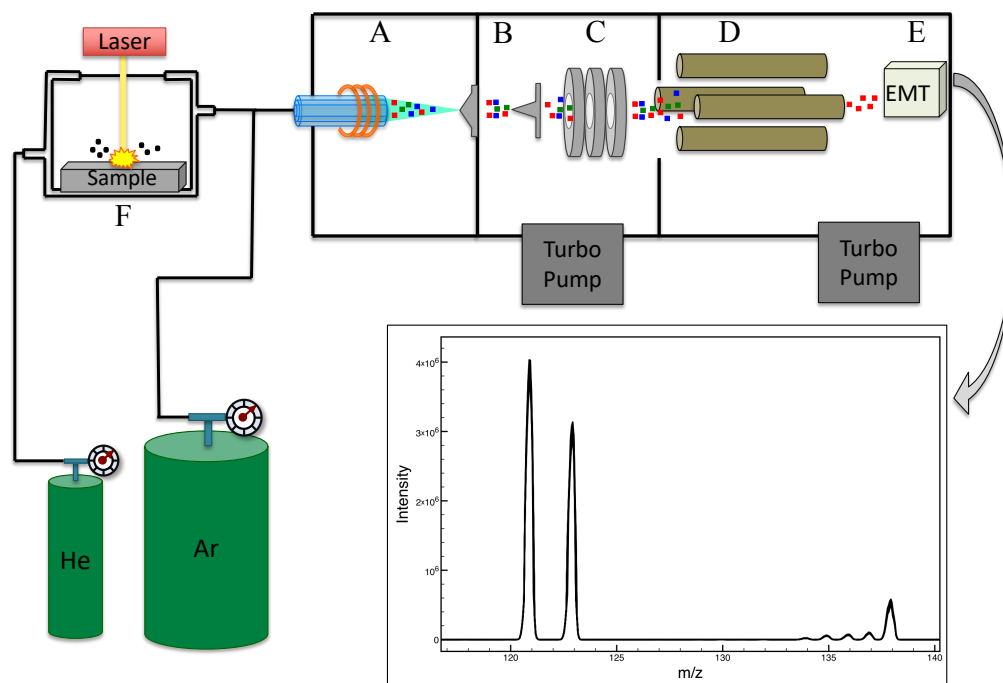 A
B
C
D
E
Laser
EMT
Sample
F
Turbo
Pump
Turbo
Pump
He
Ar
Intensity
4×10⁶
3×10⁶
2×10⁶
10⁶
0
120
125
130
135
140
m/z